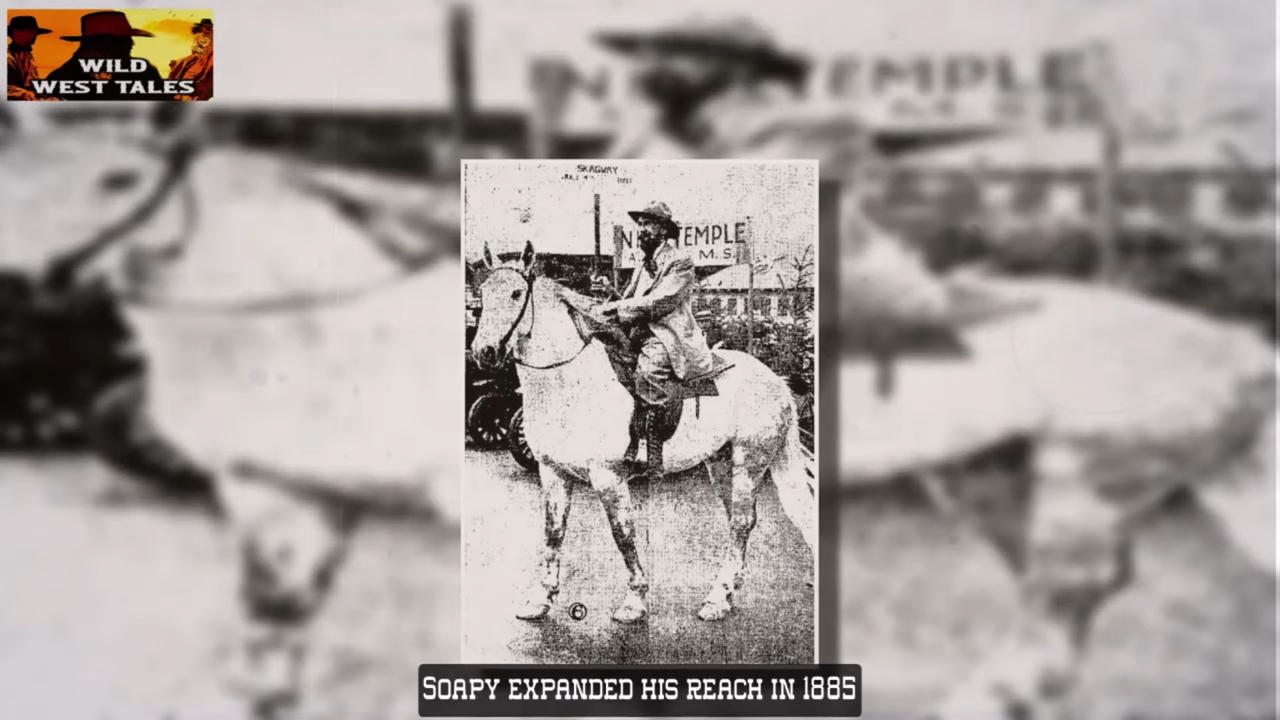 WILD
WEST TALES
SKAGWAY
TEMPLE
M.S.
SOAPY EXPANDED HIS REACH IN 1885